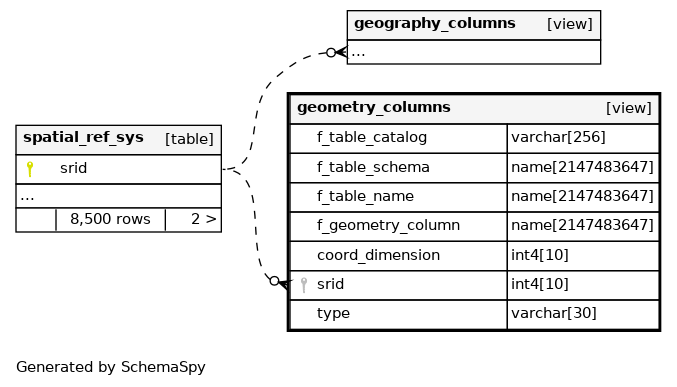 geography_columns [view]
...
spatial_ref_sys [table]
srid
...
8,500 rows 2 >
geometry_columns [view]
f_table_catalog varchar[256]
f_table_schema name[2147483647]
f_table_name name[2147483647]
f_geometry_column name[2147483647]
coord_dimension int4[10]
srid int4[10]
type varchar[30]
Generated by SchemaSpy